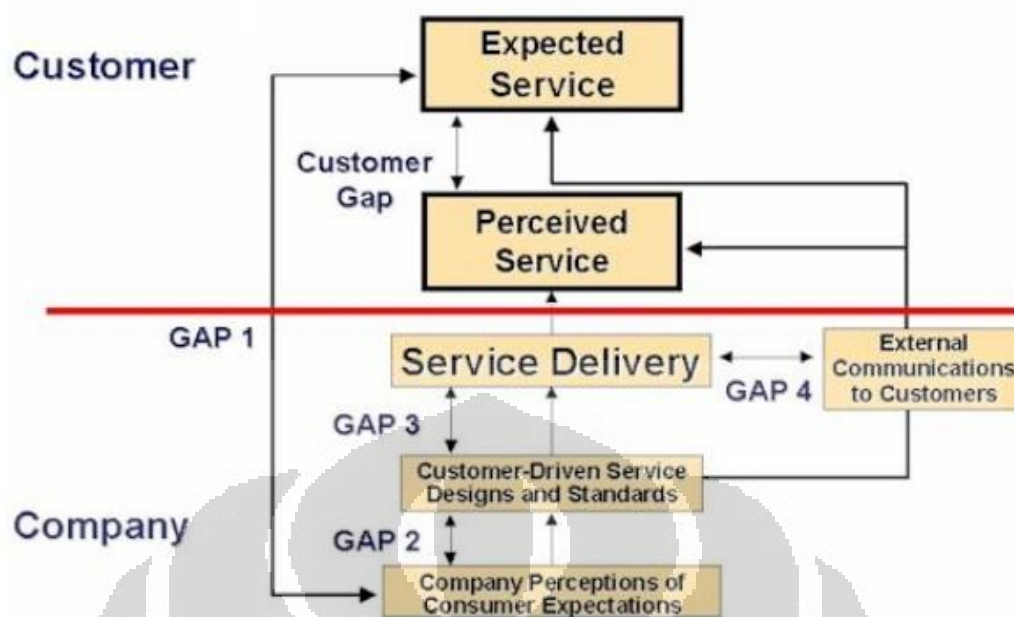 Customer
Expected
Service
Customer
Gap
Perceived
Service
GAP 1
Service Delivery
GAP 4
External
Communications
to Customers
GAP 3
Customer-Driven Service
Designs and Standards
Company
GAP 2
Company Perceptions of
Consumer Expectations